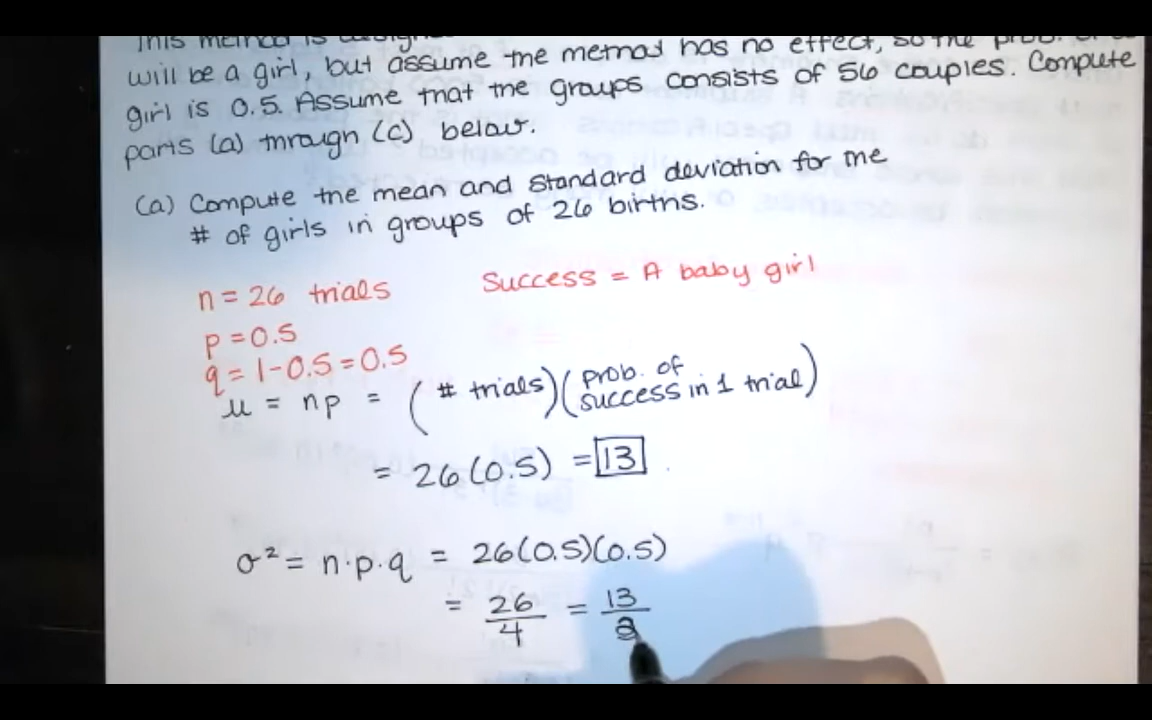 This method is
will be a girl, but assume the method has no effect, so the prob.
girl is 0.5. Assume that the groups consists of 56 couples. Compute
parts (a) through (c) below.
(a) Compute the mean and standard deviation for the
# of girls in groups of 26 births.
n = 26 trials Success = A baby girl
p = 0.5
q = 1 - 0.5 = 0.5
μ = np = (# trials)(prob. of success in 1 trial)
= 26(0.5) = 13
σ² = n·p·q = 26(0.5)(0.5)
= 26/4 = 13/2